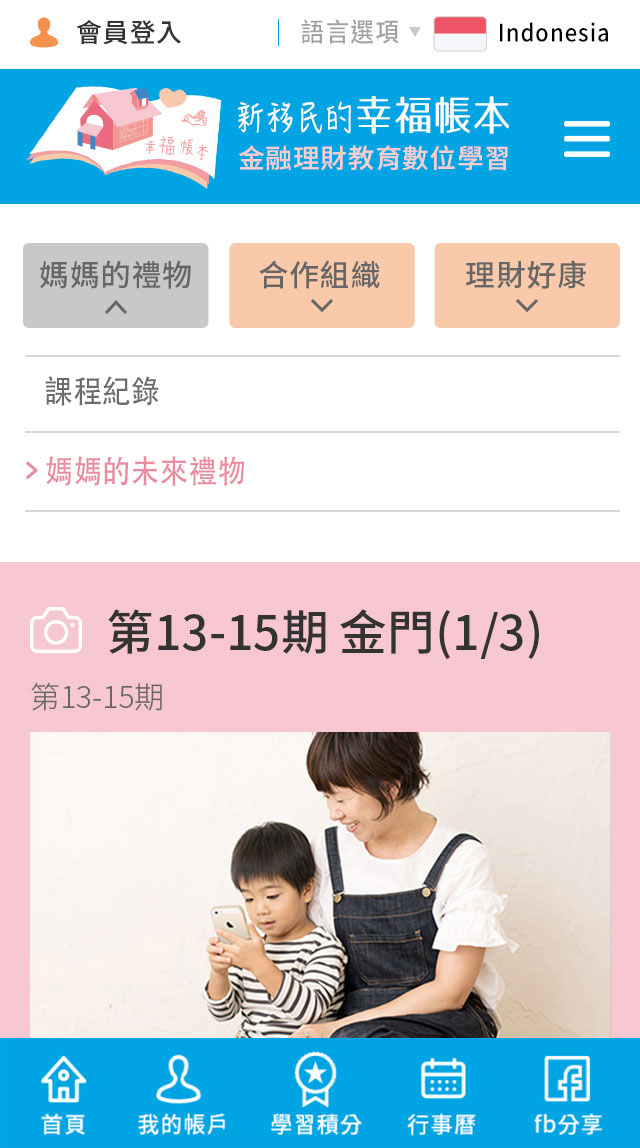 會員登入
語言選項
Indonesia
幸福帳本
新移民的幸福帳本
金融理財教育數位學習
媽媽的禮物
合作組織
理財好康
課程紀錄
媽媽的未來禮物
第13-15期 金門(1/3)
第13-15期
首頁
我的帳戶
學習積分
行事曆
fb分享